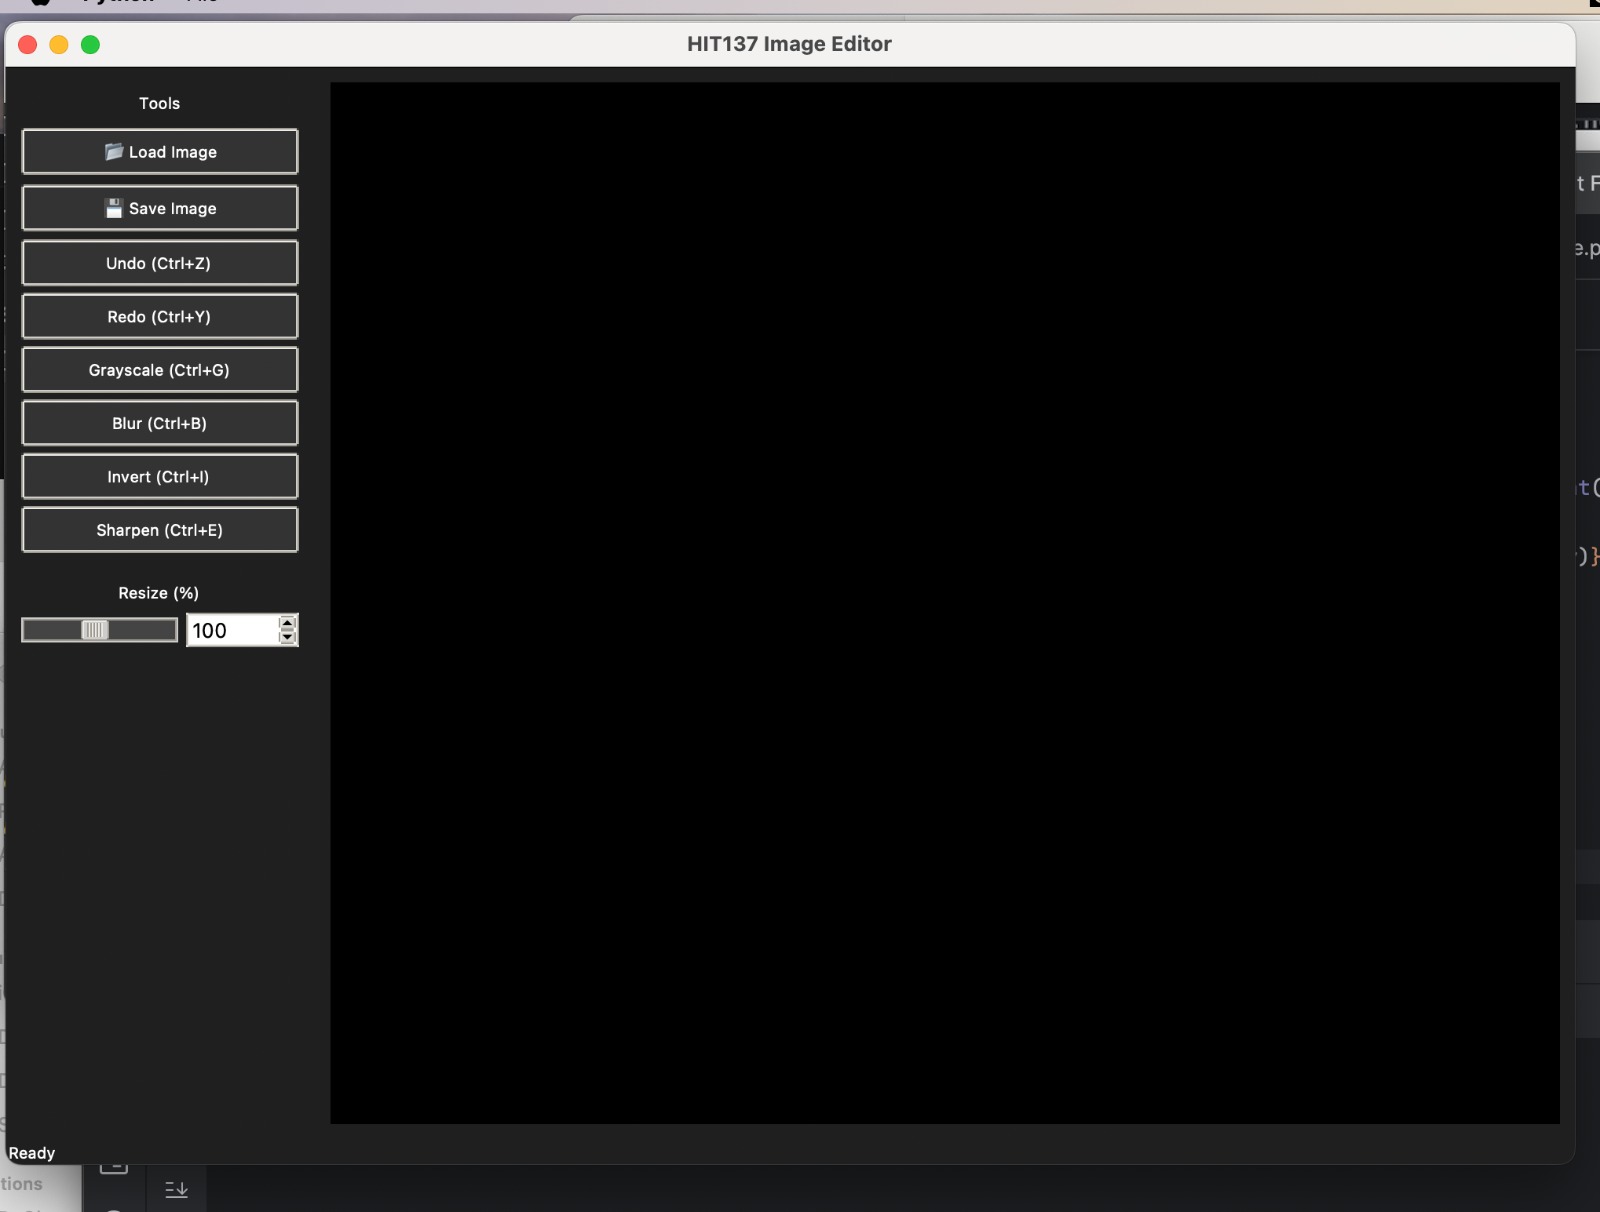 HIT137 Image Editor
Tools
📂 Load Image
💾 Save Image
Undo (Ctrl+Z)
Redo (Ctrl+Y)
Grayscale (Ctrl+G)
Blur (Ctrl+B)
Invert (Ctrl+I)
Sharpen (Ctrl+E)
Resize (%)
100
Ready
t F
e.p
t(
)}
tions